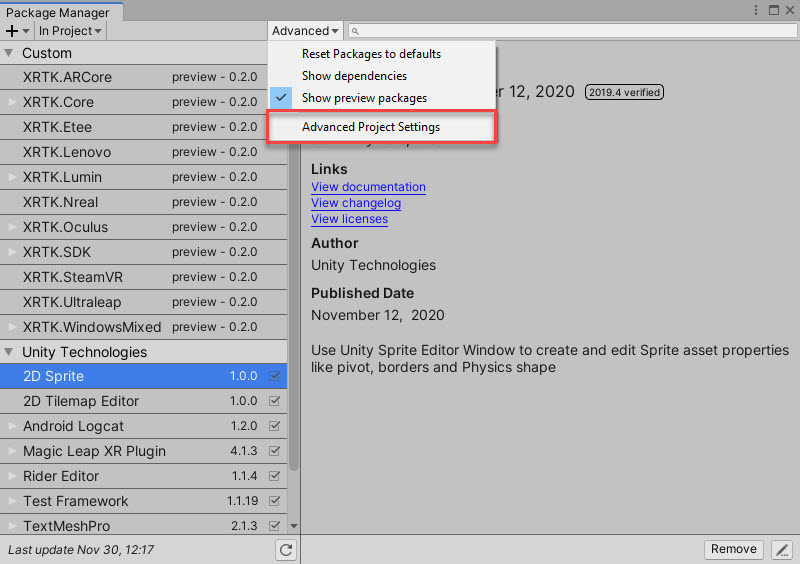 Package Manager
In Project
Advanced
Custom
XRTK.ARCore preview - 0.2.0
XRTK.Core preview - 0.2.0
XRTK.Etee preview - 0.2.0
XRTK.Lenovo preview - 0.2.0
XRTK.Lumin preview - 0.2.0
XRTK.Nreal preview - 0.2.0
XRTK.Oculus preview - 0.2.0
XRTK.SDK preview - 0.2.0
XRTK.SteamVR preview - 0.2.0
XRTK.Ultraleap preview - 0.2.0
XRTK.WindowsMixed preview - 0.2.0
Unity Technologies
2D Sprite 1.0.0
2D Tilemap Editor 1.0.0
Android Logcat 1.2.0
Magic Leap XR Plugin 4.1.3
Rider Editor 1.1.4
Test Framework 1.1.19
TextMeshPro 2.1.3
Last update Nov 30, 12:17
Reset Packages to defaults
Show dependencies
Show preview packages
Advanced Project Settings
r 12, 2020 2019.4 verified
Links
View documentation
View changelog
View licenses
Author
Unity Technologies
Published Date
November 12, 2020
Use Unity Sprite Editor Window to create and edit Sprite asset properties
like pivot, borders and Physics shape
Remove